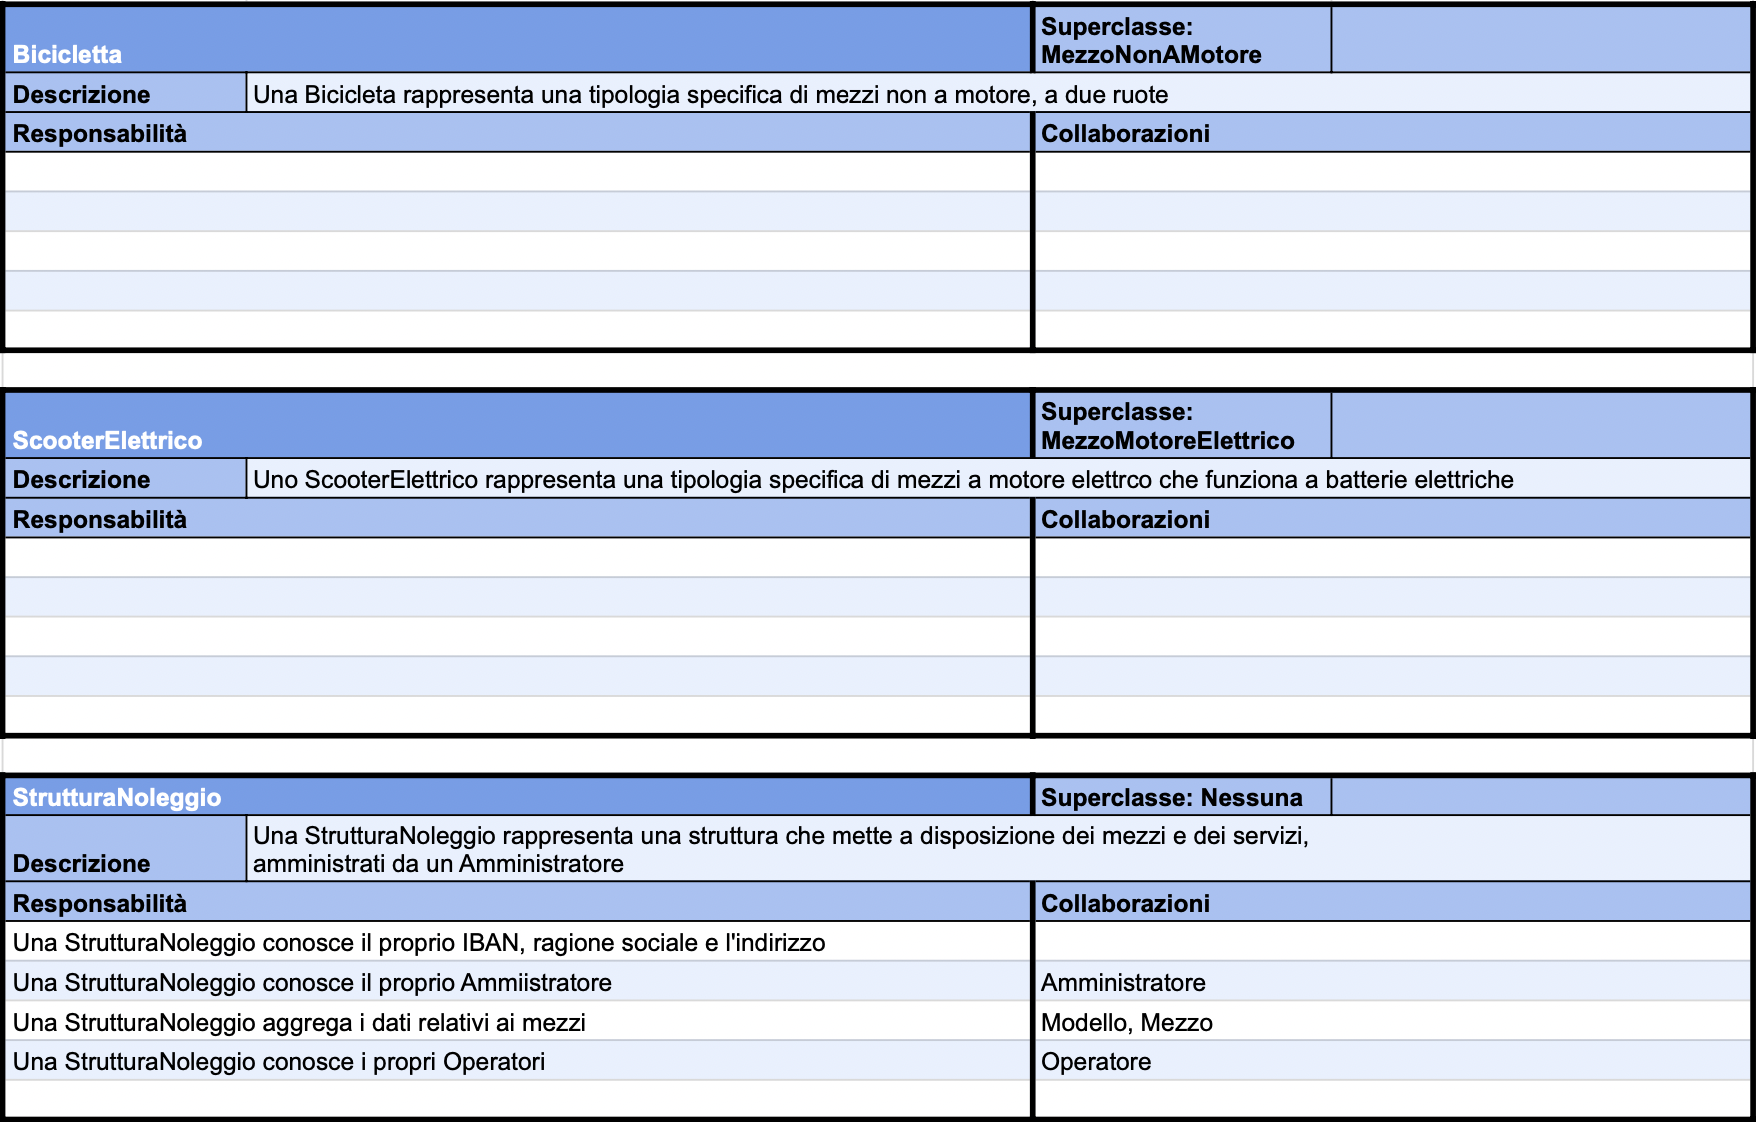 Bicicletta
Superclasse:
MezzoNonAMotore
Descrizione
Una Bicicleta rappresenta una tipologia specifica di mezzi non a motore, a due ruote
Responsabilità
Collaborazioni
ScooterElettrico
Superclasse:
MezzoMotoreElettrico
Descrizione
Uno ScooterElettrico rappresenta una tipologia specifica di mezzi a motore elettrco che funziona a batterie elettriche
Responsabilità
Collaborazioni
StrutturaNoleggio
Superclasse: Nessuna
Descrizione
Una StrutturaNoleggio rappresenta una struttura che mette a disposizione dei mezzi e dei servizi,
amministrati da un Amministratore
Responsabilità
Collaborazioni
Una StrutturaNoleggio conosce il proprio IBAN, ragione sociale e l'indirizzo
Una StrutturaNoleggio conosce il proprio Ammiistratore
Amministratore
Una StrutturaNoleggio aggrega i dati relativi ai mezzi
Modello, Mezzo
Una StrutturaNoleggio conosce i propri Operatori
Operatore